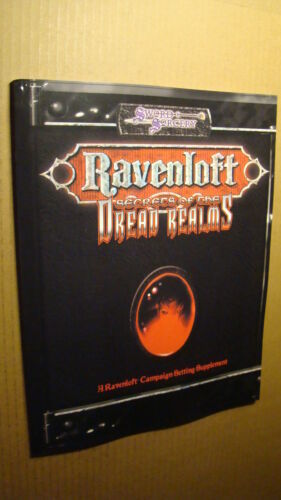 Sword & Sorcery
Ravenloft
Secrets of the
Dread Realms
A Ravenloft Campaign Setting Supplement